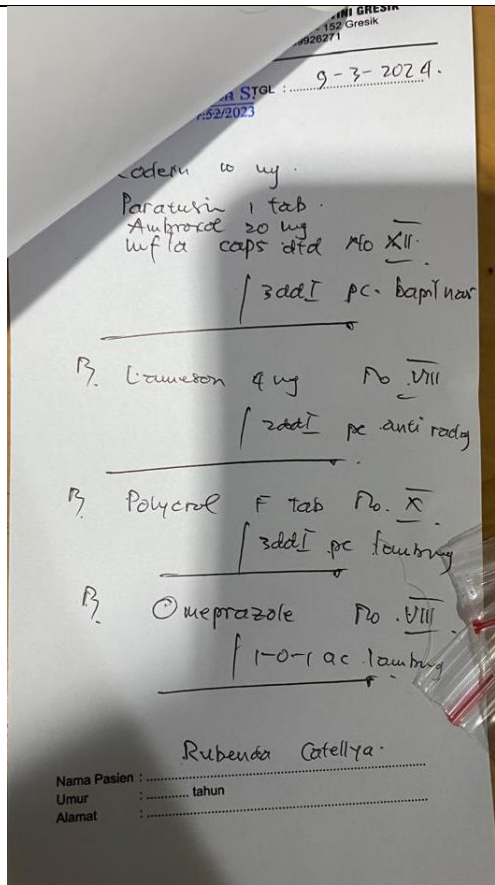 INI GRESIK
152 Gresik
9926271
TGL : 9-3-2024.
A S.
:52/2023
codein 10 mg.
Paratusin 1 tab.
Ambroxol 20 mg
mf la caps dtd No XII.
∫ 3ddI pc. bapil nas
R. Lameson 4 mg No VIII
∫ 2ddI pc anti radag
R Polycrol F tab No. X
∫ 3ddI pc lambung
R Omeprazole No. VIII
∫ 1-0-1 ac lambung
Rubenda Catellya.
Nama Pasien :
Umur : tahun
Alamat :